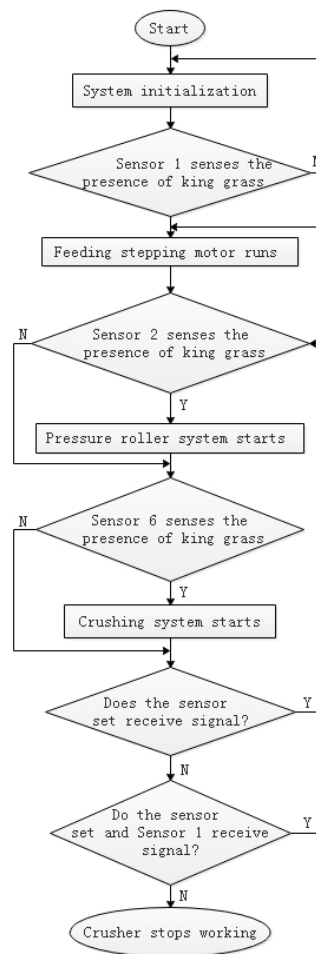 Start
System initialization
Sensor 1 senses the
presence of king grass
N
Feeding stepping motor runs
N
Sensor 2 senses the
presence of king grass
Y
Pressure roller system starts
N
Sensor 6 senses the
presence of king grass
Y
Crushing system starts
Does the sensor
set receive signal?
Y
N
Do the sensor
set and Sensor 1 receive
signal?
Y
N
Crusher stops working